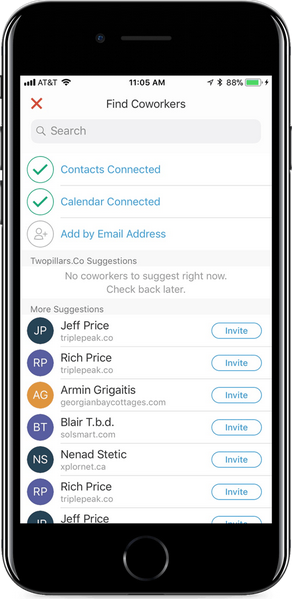 AT&T 11:05 AM 88%
Find Coworkers
Search
Contacts Connected
Calendar Connected
Add by Email Address
Twopillars.Co Suggestions
No coworkers to suggest right now.
Check back later.
More Suggestions
JP Jeff Price Invite
triplepeak.co
RP Rich Price Invite
triplepeak.co
AG Armin Grigaitis Invite
georgianbaycottages.com
BT Blair T.b.d. Invite
solsmart.com
NS Nenad Stetic Invite
xplornet.ca
RP Rich Price Invite
triplepeak.co
JP Jeff Price